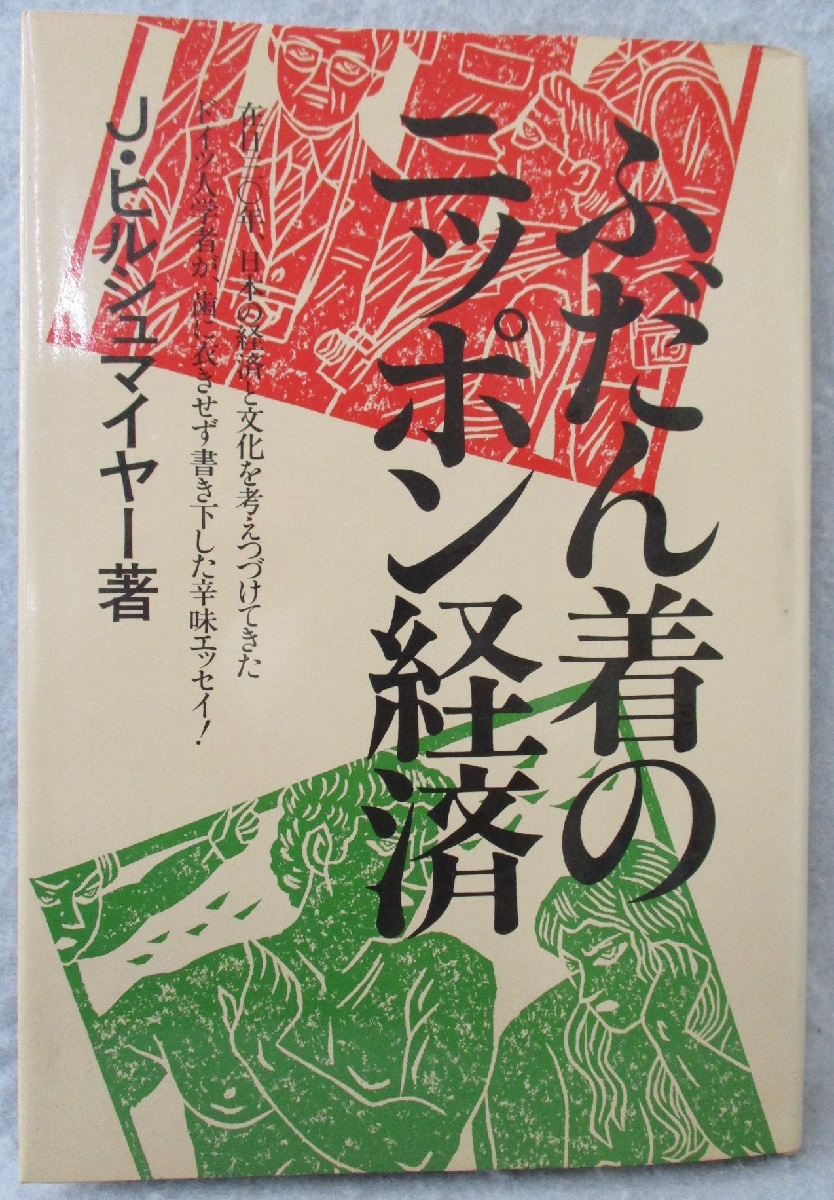 ふだん着の
ニッポン経済
在日三〇年、日本の経済と文化を考えつづけてきた
ドイツ人学者が、歯に衣きせず書き下した辛味エッセイ!
J・ヒルシュマイヤー著